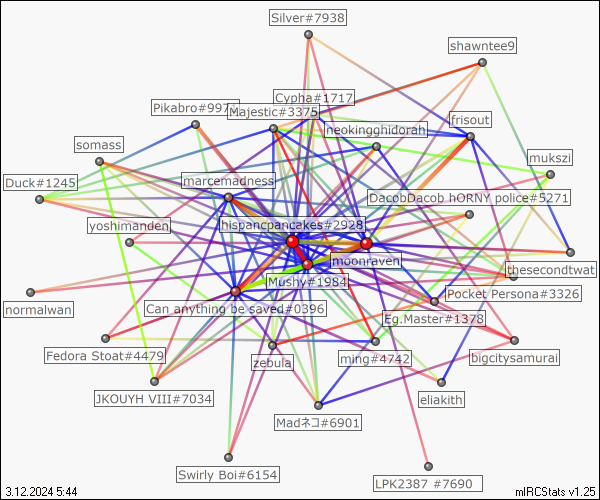 Silver#7938
shawntee9
Cypha#1717
Pikabro#997
Majestic#3375
frisout
neokingghidorah
somass
mukszi
Duck#1245
marcemadness
DacobDacob hORNY police#5271
yoshimanden
hispancpancakes#2928
moonraven
thesecondtwat
Mushy#1984
Pocket Persona#3326
normalwan
Can anything be saved#0396
Eg.Master#1378
Fedora Stoat#4479
zebula
ming#4742
bigcitysamurai
JKOUYH VIII#7034
eliakith
Madネコ#6901
Swirly Boi#6154
LPK2387 #7690
3.12.2024 5:44
mIRCStats v1.25